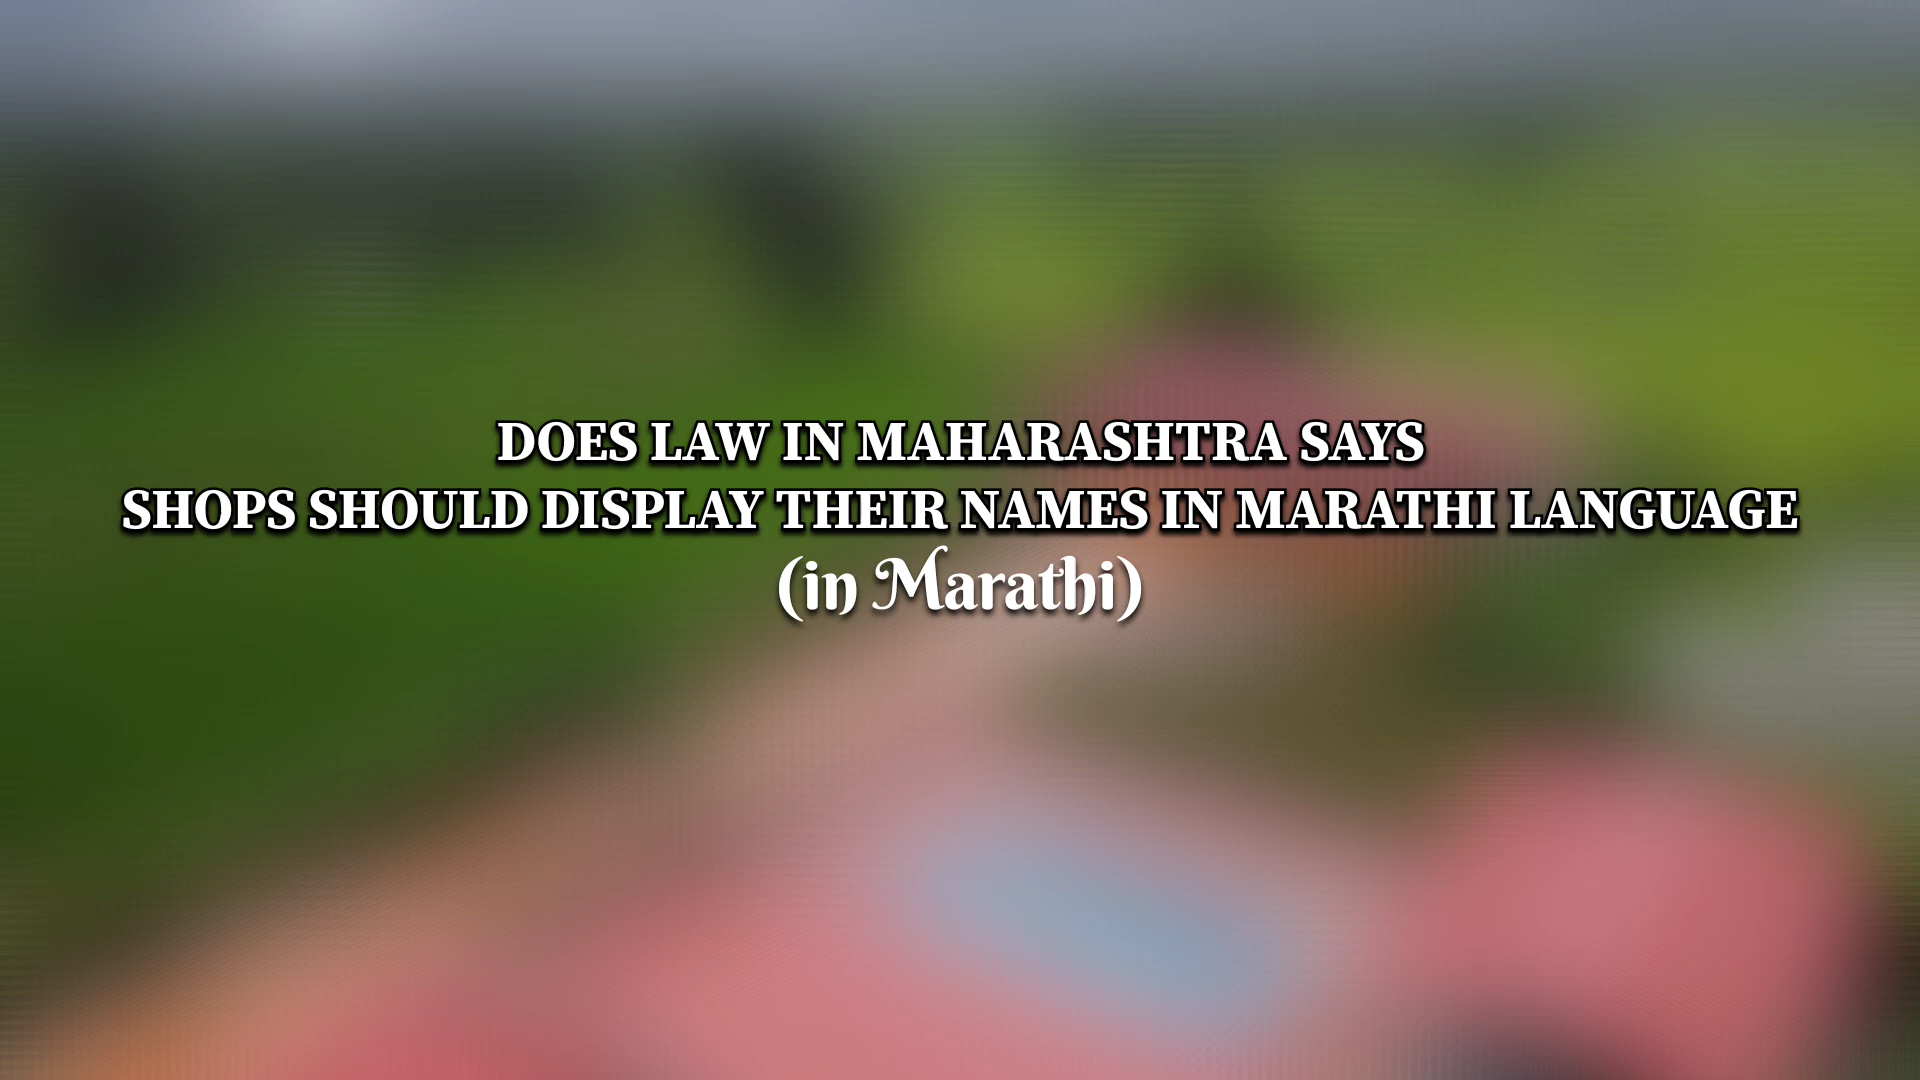 DOES LAW IN MAHARASHTRA SAYS
SHOPS SHOULD DISPLAY THEIR NAMES IN MARATHI LANGUAGE
(in Marathi)